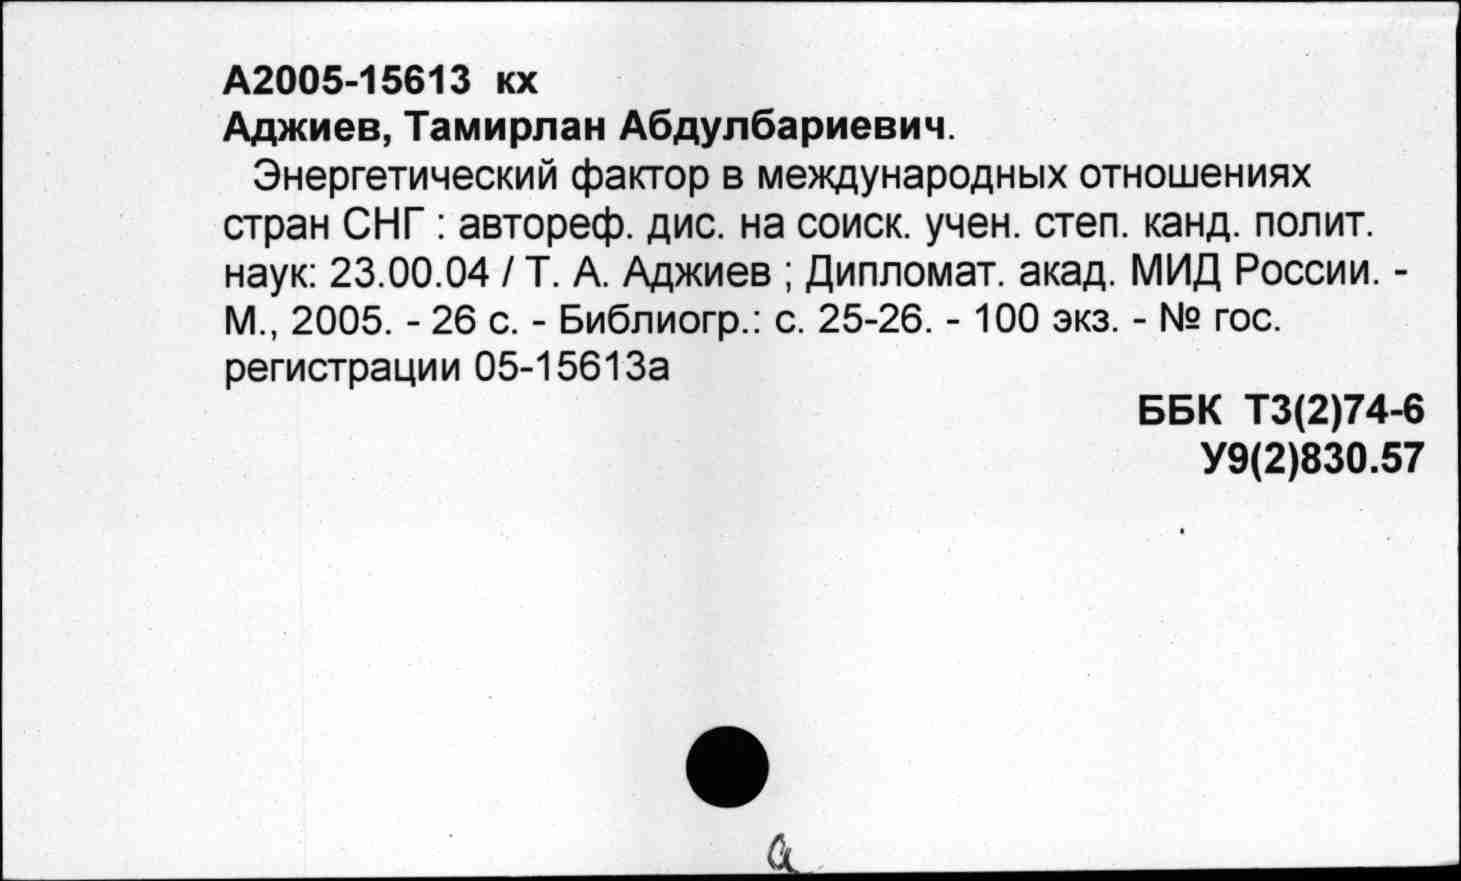 А2005-15613 кх
Аджиев, Тамирлан Абдулбариевич.
Энергетический фактор в международных отношениях
стран СНГ : автореф. дис. на соиск. учен. степ. канд. полит.
наук: 23.00.04 / Т. А. Аджиев ; Дипломат. акад. МИД России. -
М., 2005. - 26 с. - Библиогр.: с. 25-26. - 100 экз. - № гос.
регистрации 05-15613а
ББК Т3(2)74-6
У9(2)830.57
а